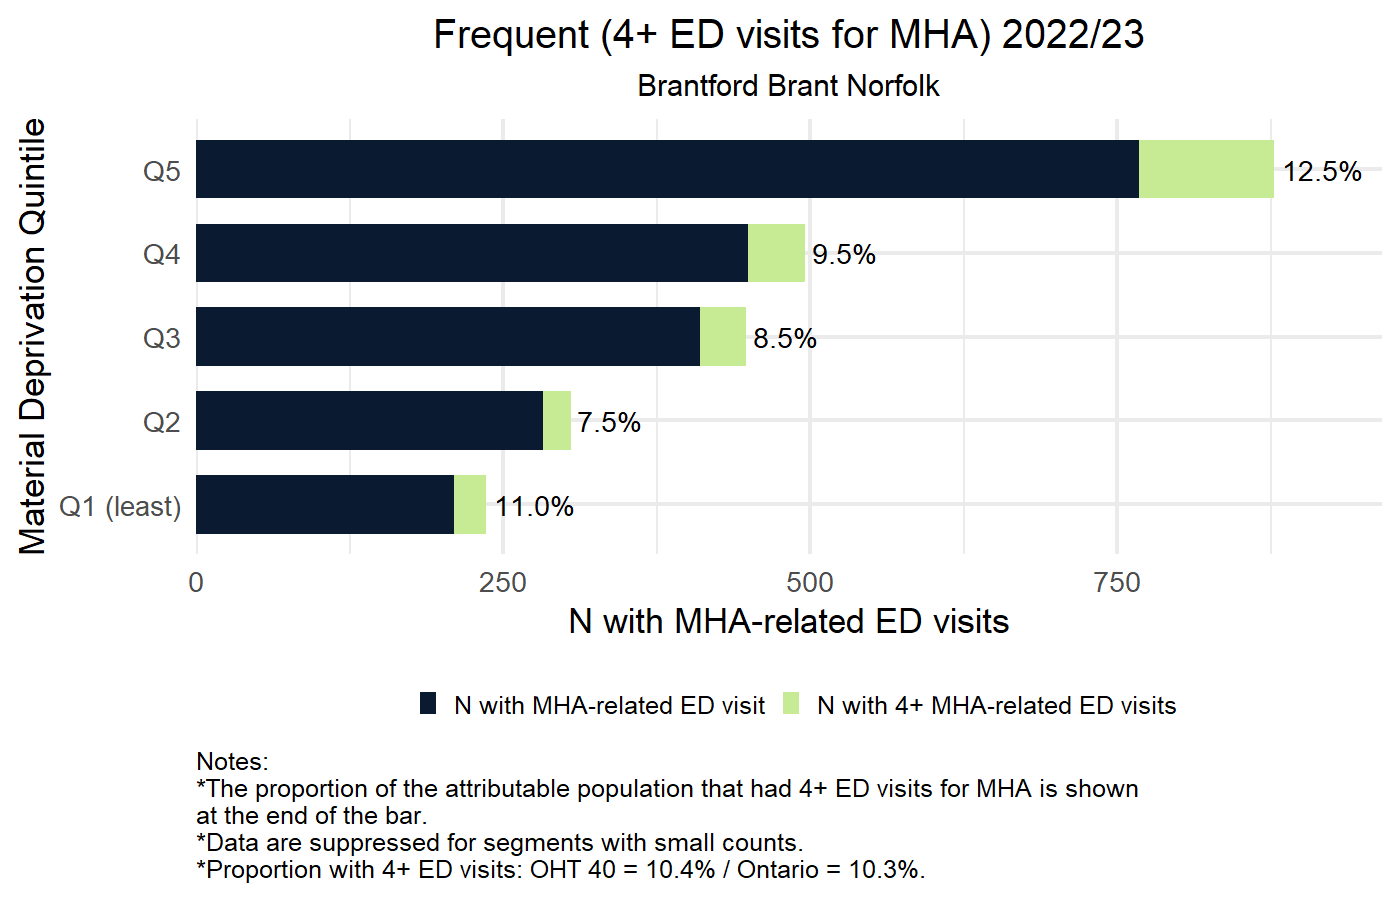 Frequent (4+ ED visits for MHA) 2022/23
Brantford Brant Norfolk
Material Deprivation Quintile
Q5
12.5%
Q4
9.5%
Q3
8.5%
Q2
7.5%
Q1 (least)
11.0%
0 250 500 750
N with MHA-related ED visits
N with MHA-related ED visit N with 4+ MHA-related ED visits
Notes:
*The proportion of the attributable population that had 4+ ED visits for MHA is shown
at the end of the bar.
*Data are suppressed for segments with small counts.
*Proportion with 4+ ED visits: OHT 40 = 10.4% / Ontario = 10.3%.